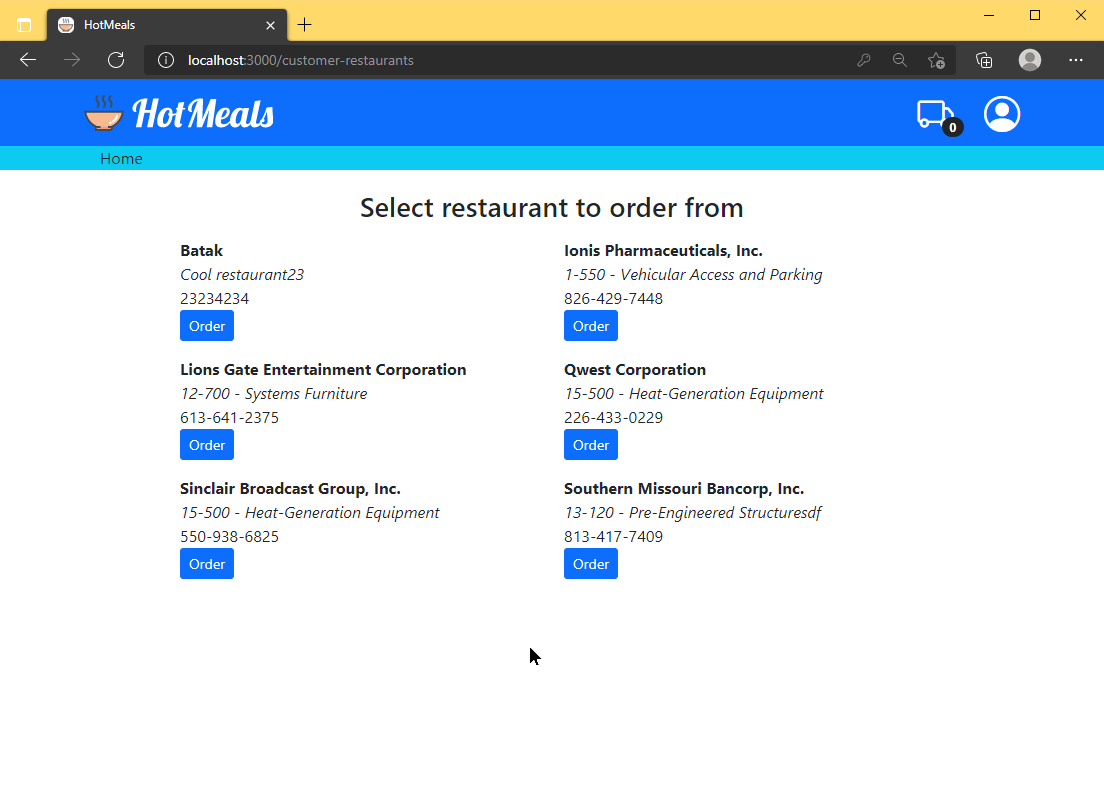 HotMeals
localhost:3000/customer-restaurants
HotMeals
0
Home
Select restaurant to order from
Batak
Cool restaurant23
23234234
Order
Ionis Pharmaceuticals, Inc.
1-550 - Vehicular Access and Parking
826-429-7448
Order
Lions Gate Entertainment Corporation
12-700 - Systems Furniture
613-641-2375
Order
Qwest Corporation
15-500 - Heat-Generation Equipment
226-433-0229
Order
Sinclair Broadcast Group, Inc.
15-500 - Heat-Generation Equipment
550-938-6825
Order
Southern Missouri Bancorp, Inc.
13-120 - Pre-Engineered Structuresdf
813-417-7409
Order